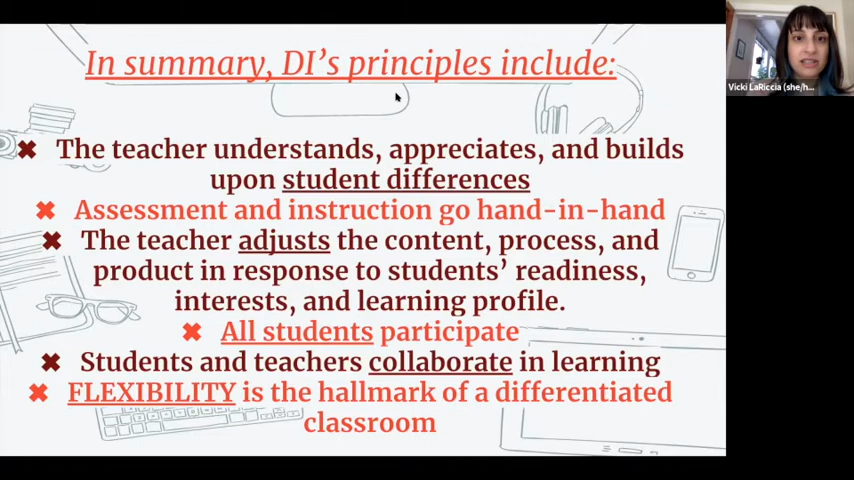 In summary, DI's principles include:
Vicki LaRiccia (she/h...
✖ The teacher understands, appreciates, and builds
upon student differences
✖ Assessment and instruction go hand-in-hand
✖ The teacher adjusts the content, process, and
product in response to students' readiness,
interests, and learning profile.
✖ All students participate
✖ Students and teachers collaborate in learning
✖ FLEXIBILITY is the hallmark of a differentiated
classroom